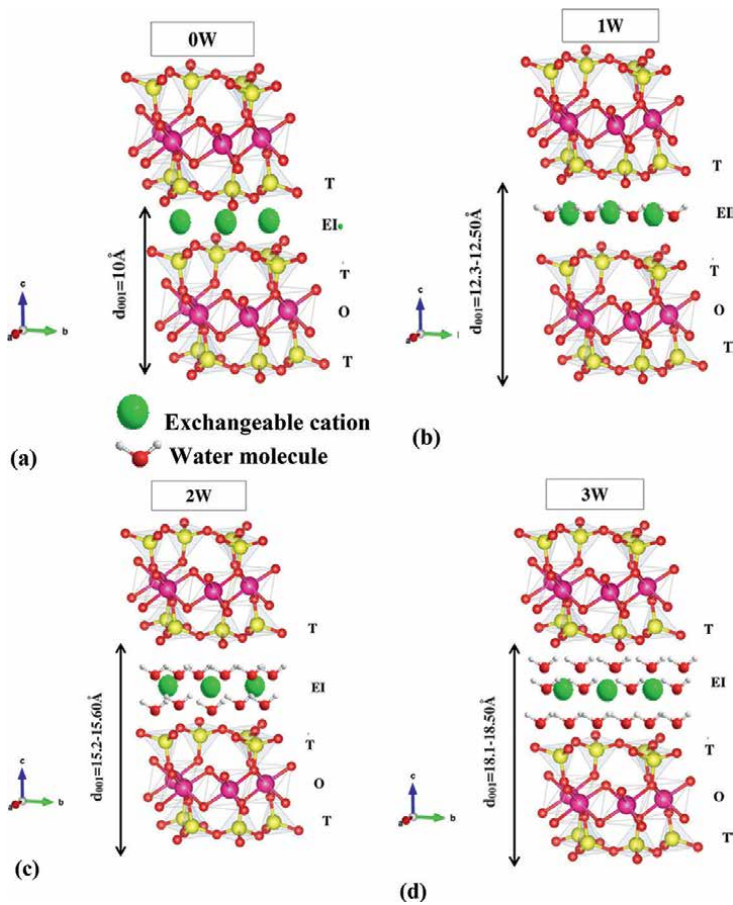 0W
T
EI
T
O
T
d001=10Å
c
b
a
(a)
1W
T
EI
T
O
T
d001=12.3-12.50Å
c
a
(b)
Exchangeable cation
Water molecule
2W
T
EI
T
O
T
d001=15.2-15.60Å
c
b
a
(c)
3W
T
EI
T
O
T
d001=18.1-18.50Å
c
b
a
(d)